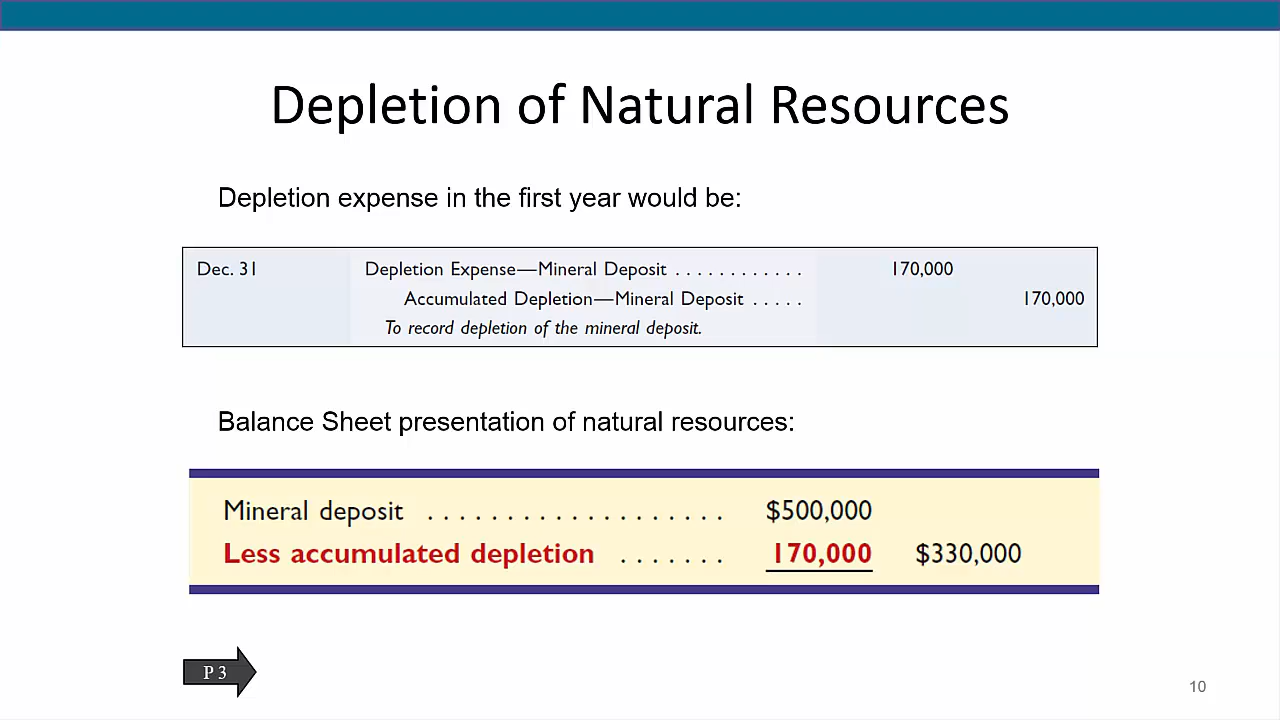 Depletion of Natural Resources
Depletion expense in the first year would be:
Dec. 31 Depletion Expense—Mineral Deposit . . . . . . . . . . . . 170,000
Accumulated Depletion—Mineral Deposit . . . . . 170,000
To record depletion of the mineral deposit.
Balance Sheet presentation of natural resources:
Mineral deposit . . . . . . . . . . . . . . . . . . . $500,000
Less accumulated depletion . . . . . . . 170,000 $330,000
P 3
10